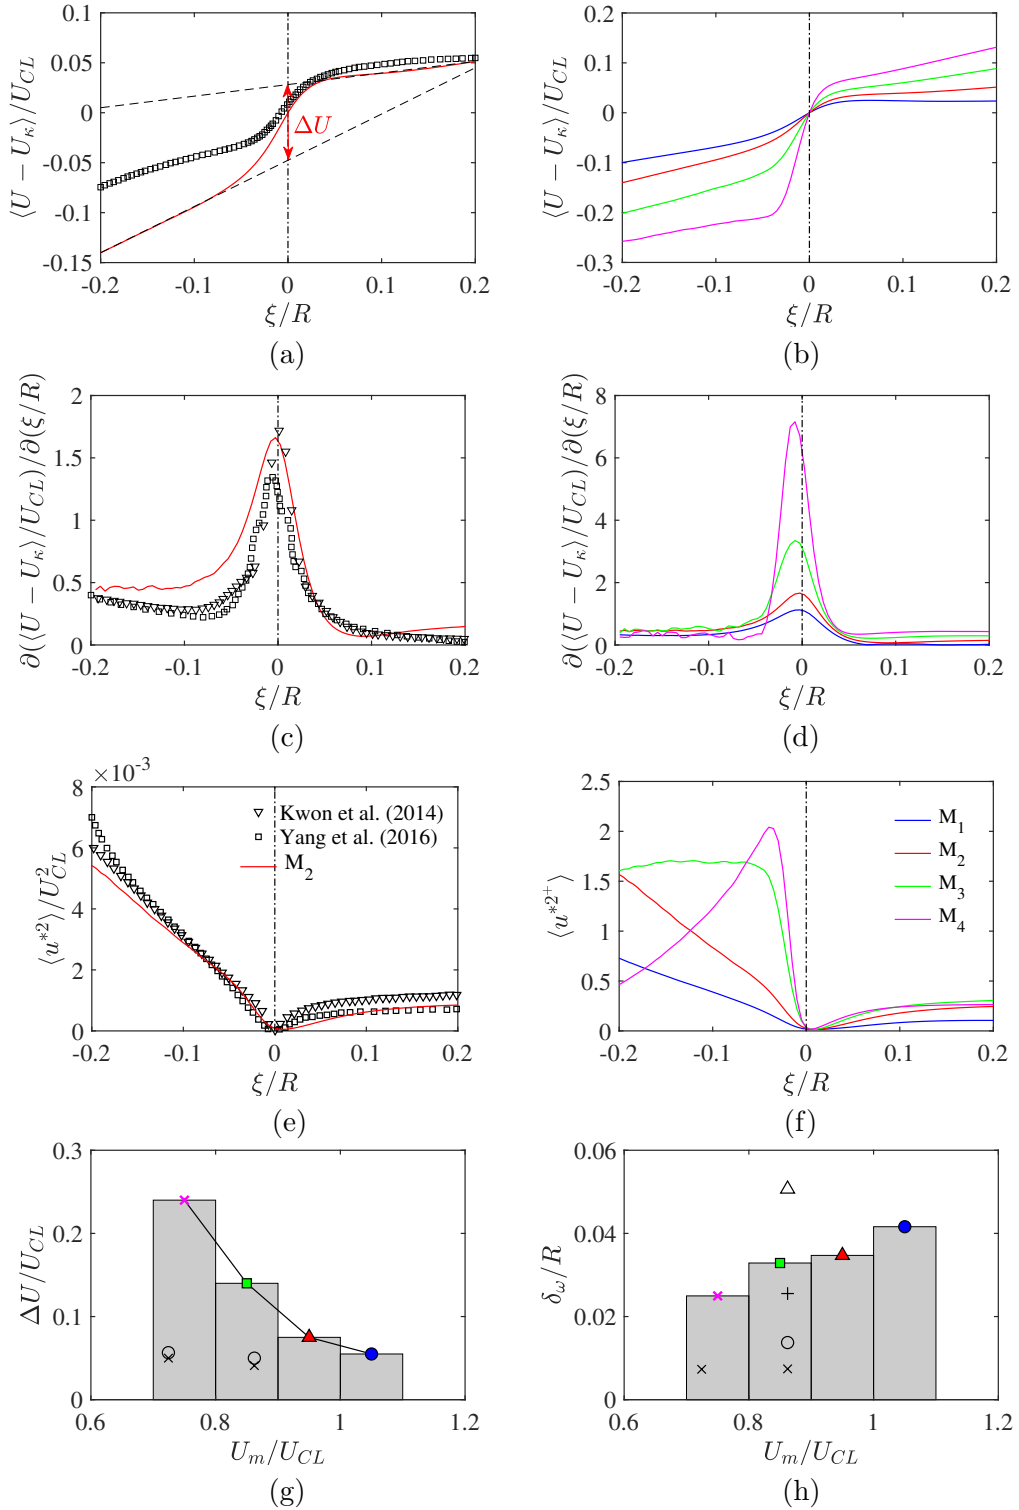 0.1
0.05
0
-0.05
-0.1
-0.15
⟨U − U_κ⟩/U_CL
ΔU
-0.2 -0.1 0 0.1 0.2
ξ/R
(a)
0.2
0.1
0
-0.1
-0.2
-0.3
⟨U − U_κ⟩/U_CL
-0.2 -0.1 0 0.1 0.2
ξ/R
(b)
2
1.5
1
0.5
0
∂(⟨U − U_κ⟩/U_CL)/∂(ξ/R)
-0.2 -0.1 0 0.1 0.2
ξ/R
(c)
8
6
4
2
0
∂(⟨U − U_κ⟩/U_CL)/∂(ξ/R)
-0.2 -0.1 0 0.1 0.2
ξ/R
(d)
×10^-3
8
6
4
2
0
⟨u*²⟩/U²_CL
Kwon et al. (2014)
Yang et al. (2016)
M_2
-0.2 -0.1 0 0.1 0.2
ξ/R
(e)
2.5
2
1.5
1
0.5
0
⟨u*²⁺⟩
M_1
M_2
M_3
M_4
-0.2 -0.1 0 0.1 0.2
ξ/R
(f)
0.3
0.2
0.1
0
ΔU/U_CL
0.6 0.8 1 1.2
U_m/U_CL
(g)
0.06
0.04
0.02
0
δ_ω/R
0.6 0.8 1 1.2
U_m/U_CL
(h)